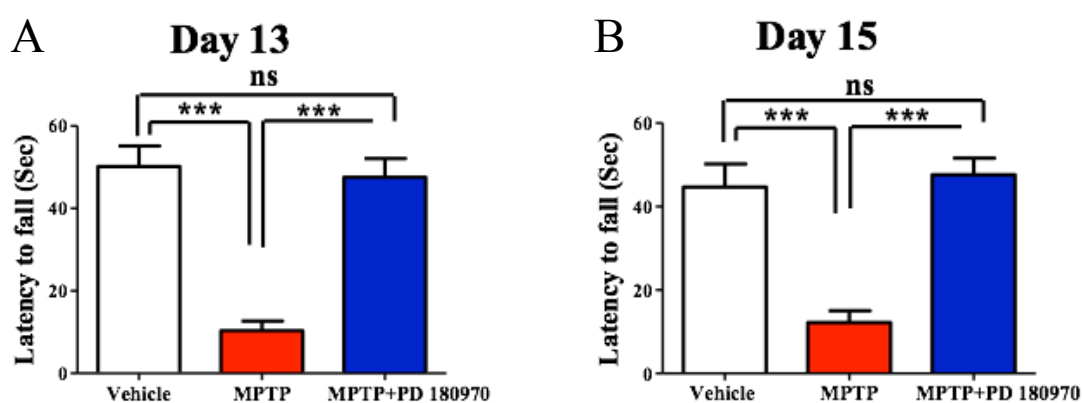 A
Day 13
ns
***
***
Latency to fall (Sec)
60
40
20
0
Vehicle
MPTP
MPTP+PD 180970
B
Day 15
ns
***
***
Latency to fall (Sec)
60
40
20
0
Vehicle
MPTP
MPTP+PD 180970